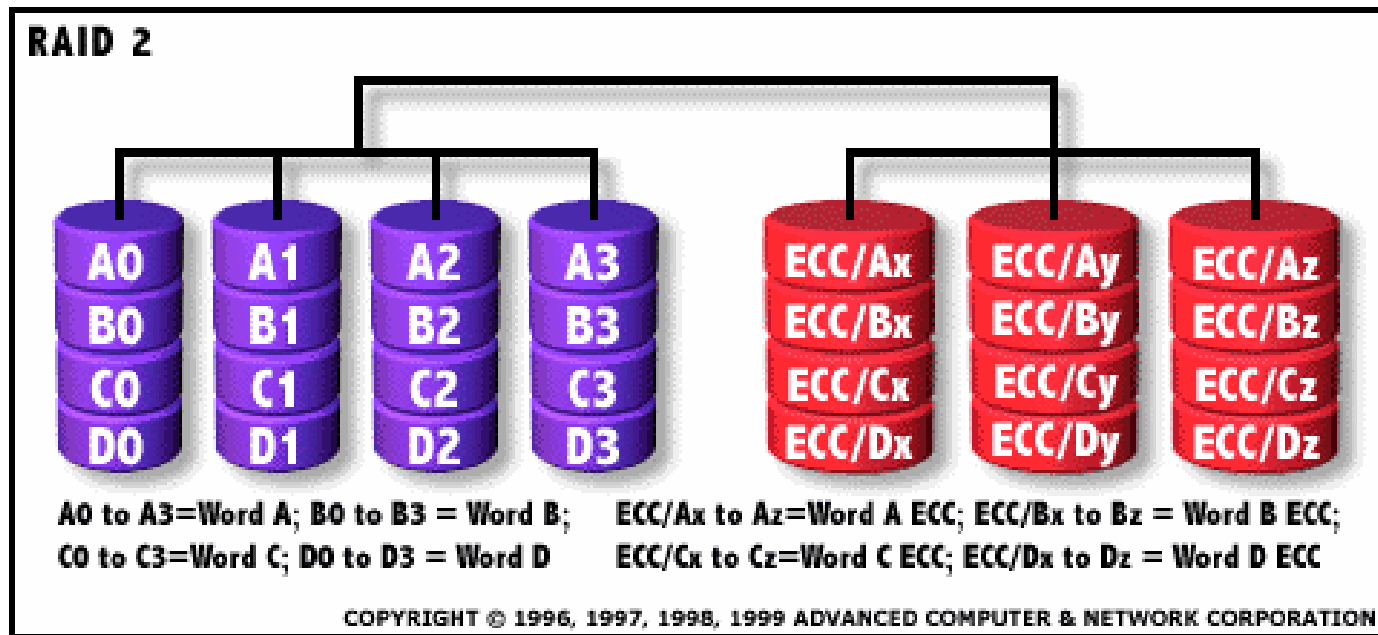 RAID 2
A0 A1 A2 A3 ECC/Ax ECC/Ay ECC/Az
B0 B1 B2 B3 ECC/Bx ECC/By ECC/Bz
C0 C1 C2 C3 ECC/Cx ECC/Cy ECC/Cz
D0 D1 D2 D3 ECC/Dx ECC/Dy ECC/Dz
A0 to A3=Word A; B0 to B3 = Word B;
C0 to C3=Word C; D0 to D3 = Word D
ECC/Ax to Az=Word A ECC; ECC/Bx to Bz = Word B ECC;
ECC/Cx to Cz=Word C ECC; ECC/Dx to Dz = Word D ECC
COPYRIGHT © 1996, 1997, 1998, 1999 ADVANCED COMPUTER & NETWORK CORPORATION